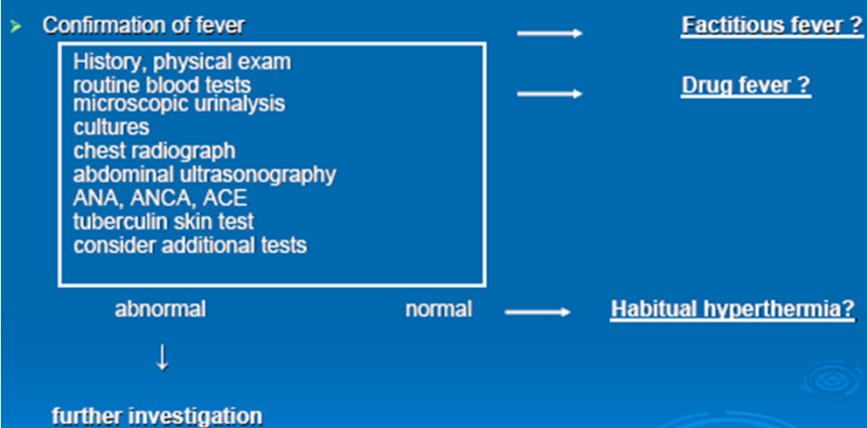 Confirmation of fever
Factitious fever ?
History, physical exam
routine blood tests
Drug fever ?
microscopic urinalysis
cultures
chest radiograph
abdominal ultrasonography
ANA, ANCA, ACE
tuberculin skin test
consider additional tests
abnormal
normal
Habitual hyperthermia?
further investigation